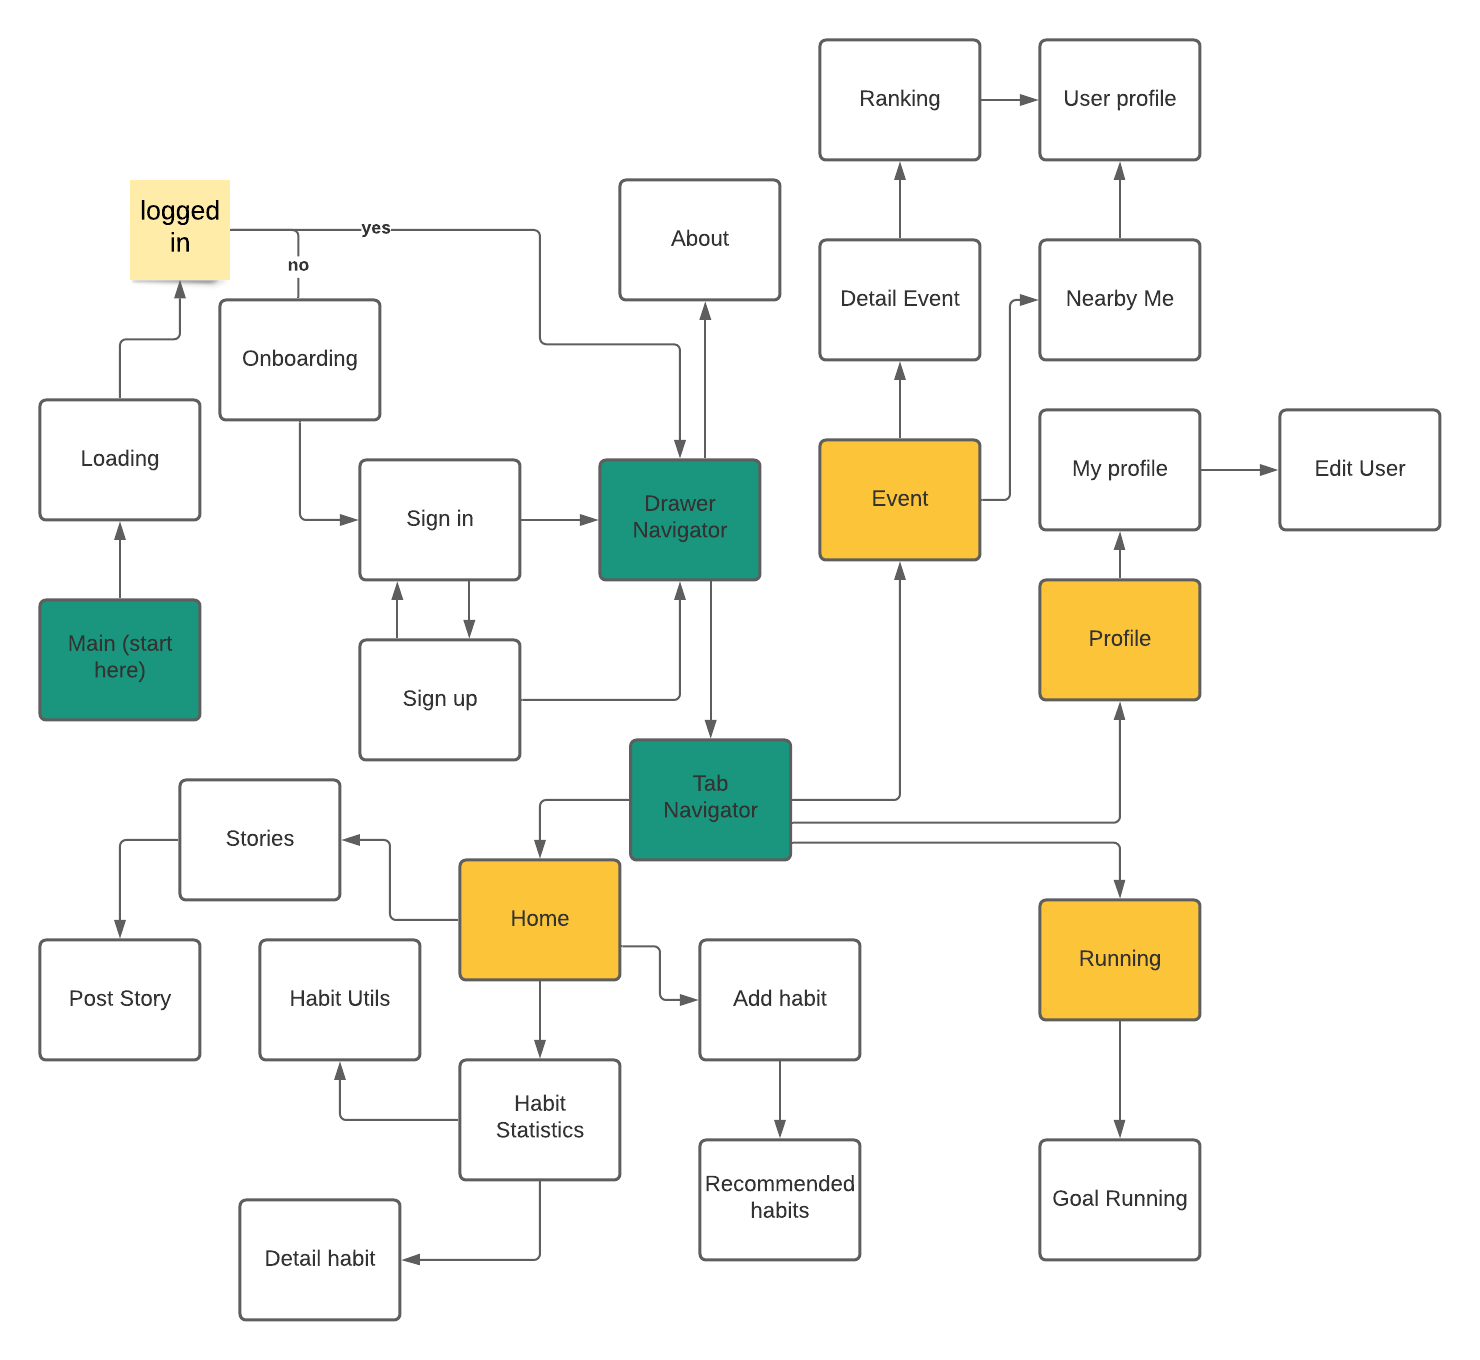 Ranking
User profile
logged
in
yes
no
About
Detail Event
Nearby Me
Onboarding
Loading
Sign in
Drawer
Navigator
Event
My profile
Edit User
Main (start
here)
Sign up
Profile
Tab
Navigator
Stories
Home
Running
Post Story
Habit Utils
Add habit
Habit
Statistics
Recommended
habits
Goal Running
Detail habit